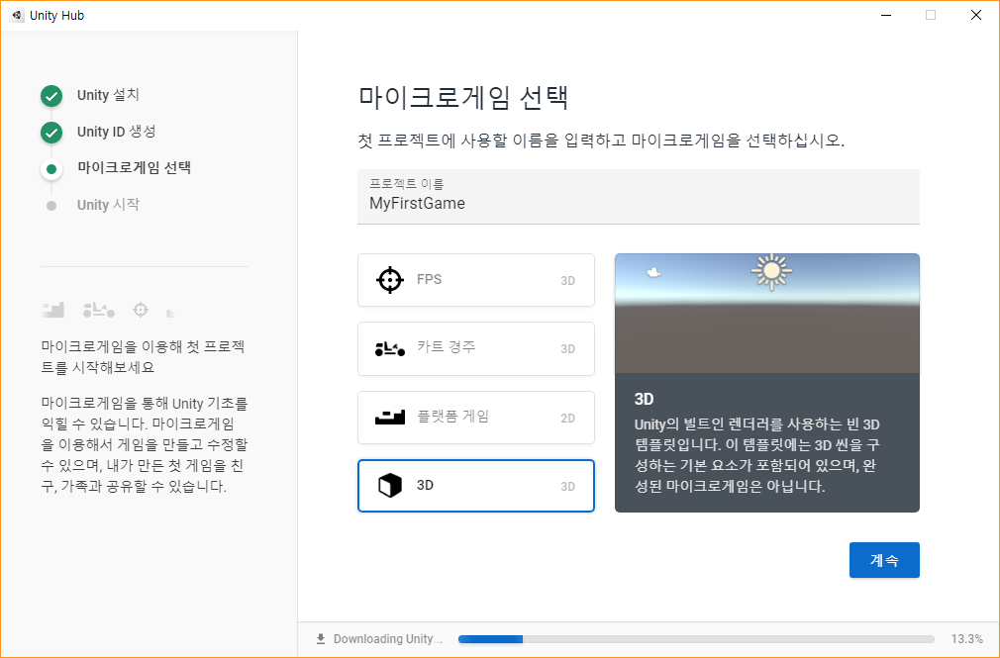 Unity Hub
Unity 설치
Unity ID 생성
마이크로게임 선택
Unity 시작
마이크로게임을 이용해 첫 프로젝
트를 시작해보세요
마이크로게임을 통해 Unity 기초를
익힐 수 있습니다. 마이크로게임
을 이용해서 게임을 만들고 수정할
수 있으며, 내가 만든 첫 게임을 친
구, 가족과 공유할 수 있습니다.
마이크로게임 선택
첫 프로젝트에 사용할 이름을 입력하고 마이크로게임을 선택하십시오.
프로젝트 이름
MyFirstGame
FPS 3D
카트 경주 3D
플랫폼 게임 2D
3D 3D
3D
Unity의 빌트인 렌더러를 사용하는 빈 3D
템플릿입니다. 이 템플릿에는 3D 씬을 구
성하는 기본 요소가 포함되어 있으며, 완
성된 마이크로게임은 아닙니다.
계속
Downloading Unity... 13.3%